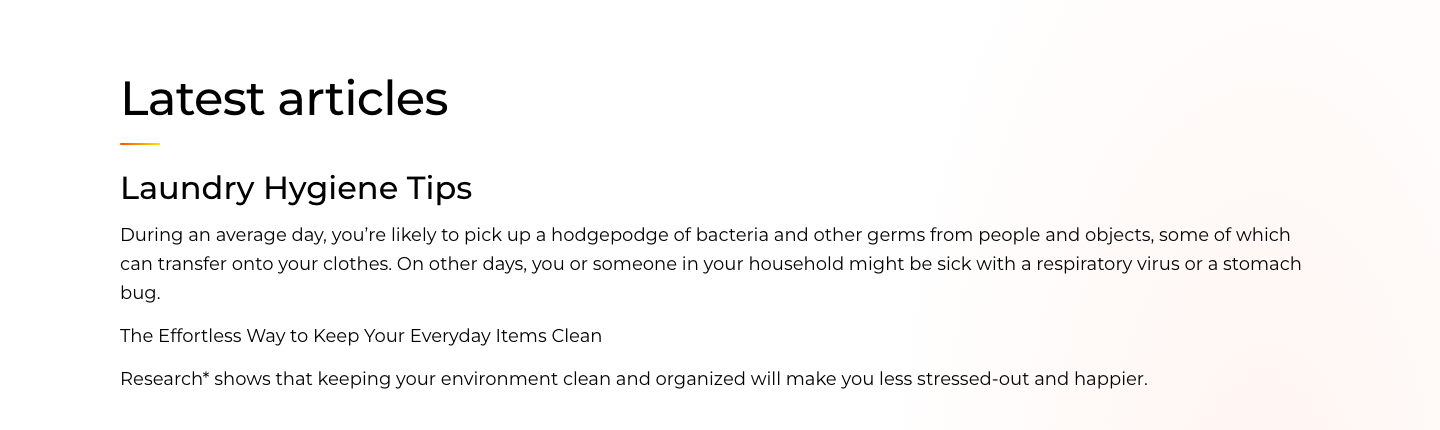 Latest articles
Laundry Hygiene Tips
During an average day, you’re likely to pick up a hodgepodge of bacteria and other germs from people and objects, some of which
can transfer onto your clothes. On other days, you or someone in your household might be sick with a respiratory virus or a stomach
bug.
The Effortless Way to Keep Your Everyday Items Clean
Research* shows that keeping your environment clean and organized will make you less stressed-out and happier.